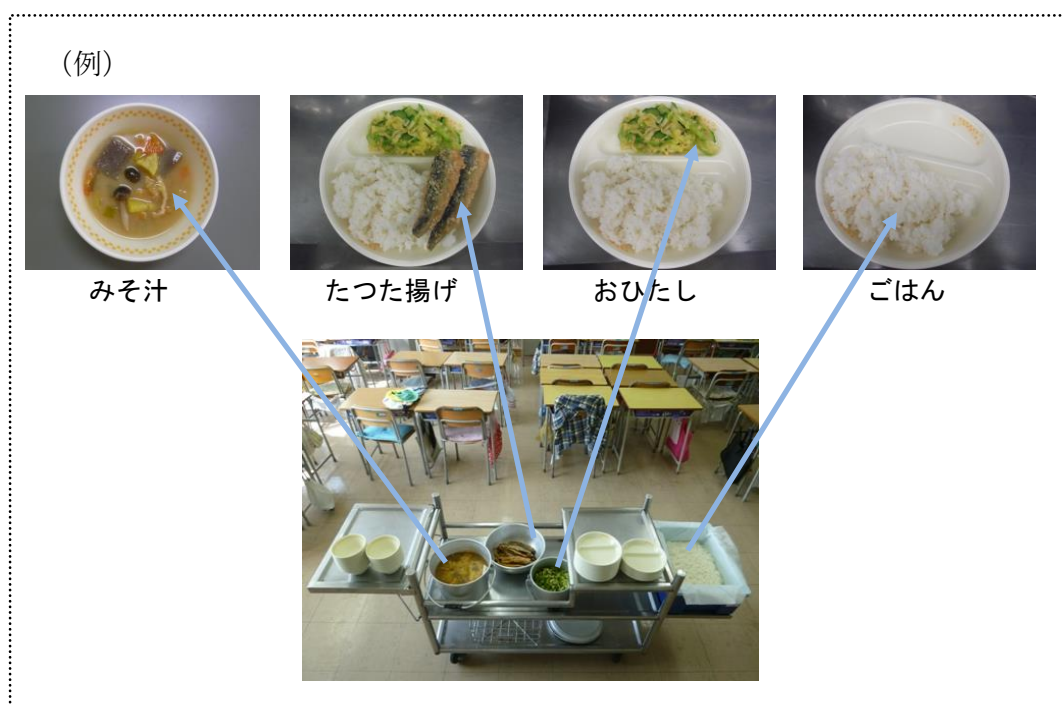 （例）
みそ汁
たつた揚げ
おひたし
ごはん